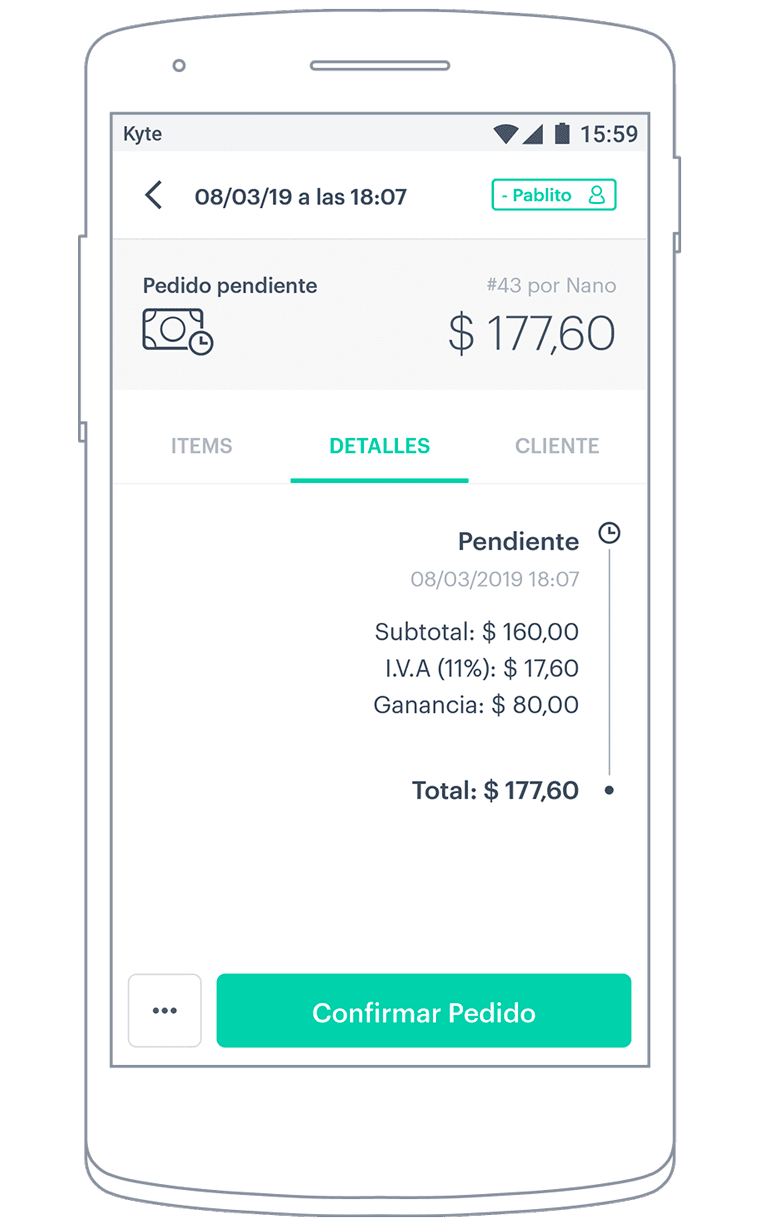 Kyte 15:59
08/03/19 a las 18:07 - Pablito
Pedido pendiente #43 por Nano
$ 177,60
ITEMS DETALLES CLIENTE
Pendiente
08/03/2019 18:07
Subtotal: $ 160,00
I.V.A (11%): $ 17,60
Ganancia: $ 80,00
Total: $ 177,60
••• Confirmar Pedido